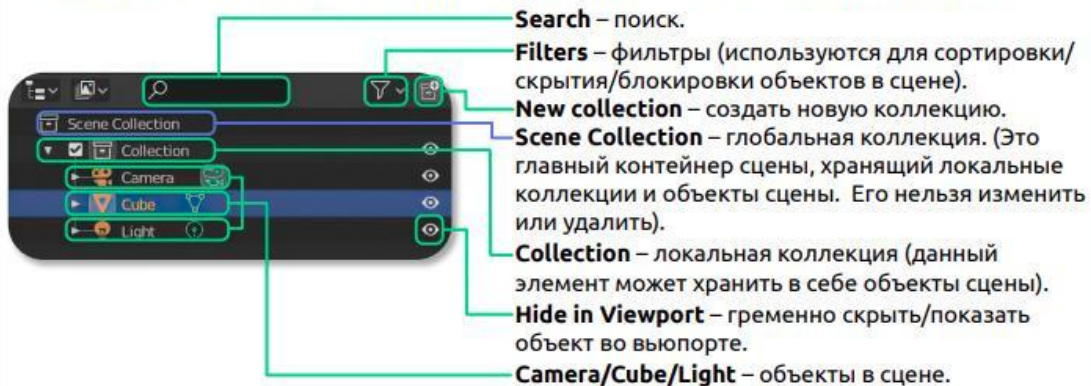 Search – поиск.
Filters – фильтры (используются для сортировки/
скрытия/блокировки объектов в сцене).
New collection – создать новую коллекцию.
Scene Collection – глобальная коллекция. (Это
главный контейнер сцены, хранящий локальные
коллекции и объекты сцены. Его нельзя изменить
или удалить).
Collection – локальная коллекция (данный
элемент может хранить в себе объекты сцены).
Hide in Viewport – гременно скрыть/показать
объект во вьюпорте.
Camera/Cube/Light – объекты в сцене.
Scene Collection
Collection
Camera
Cube
Light